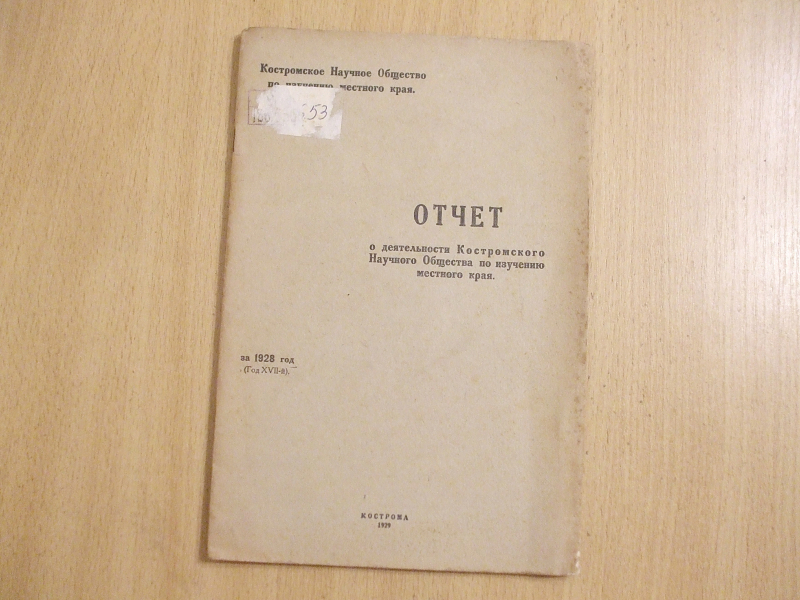 Костромское Научное Общество
по изучению местного края.
53
ОТЧЕТ
о деятельности Костромского
Научного Общества по изучению
местного края.
за 1928 год
(Год XVII-й).
КОСТРОМА
1929